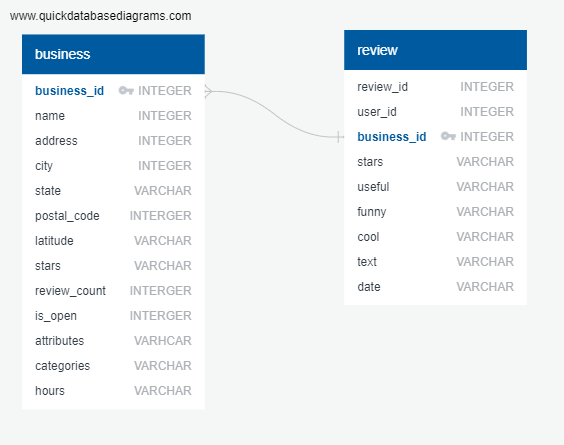 www.quickdatabasediagrams.com
business
business_id INTEGER
name INTEGER
address INTEGER
city INTEGER
state VARCHAR
postal_code INTERGER
latitude VARCHAR
stars VARCHAR
review_count INTERGER
is_open INTERGER
attributes VARHCAR
categories VARCHAR
hours VARCHAR
review
review_id INTEGER
user_id INTEGER
business_id INTEGER
stars VARCHAR
useful VARCHAR
funny VARCHAR
cool VARCHAR
text VARCHAR
date VARCHAR